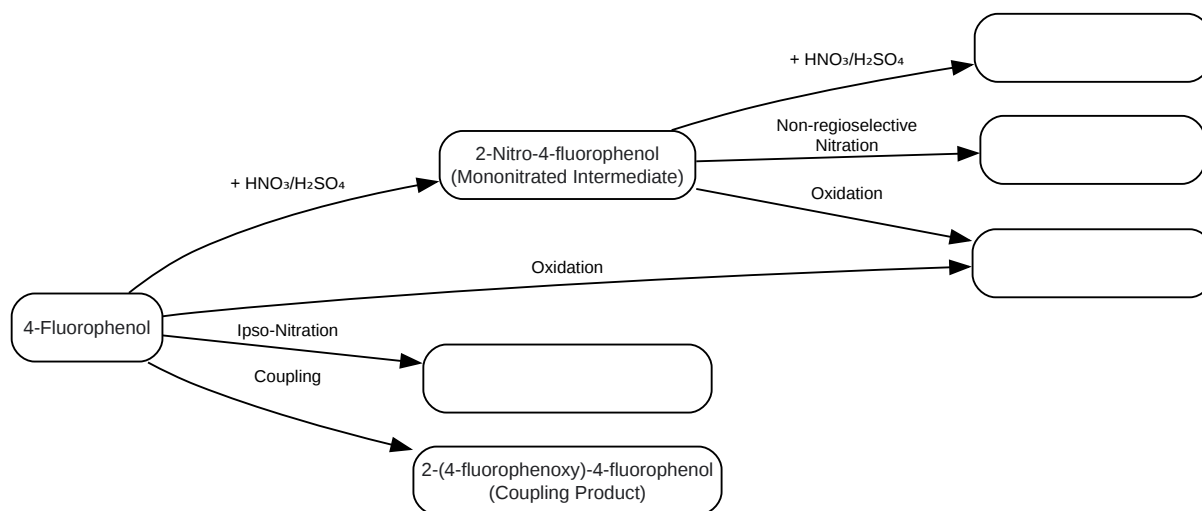 + HNO₃/H₂SO₄
Non-regioselective
Nitration
2-Nitro-4-fluorophenol
(Mononitrated Intermediate)
+ HNO₃/H₂SO₄
Oxidation
Oxidation
4-Fluorophenol
Ipso-Nitration
Coupling
2-(4-fluorophenoxy)-4-fluorophenol
(Coupling Product)